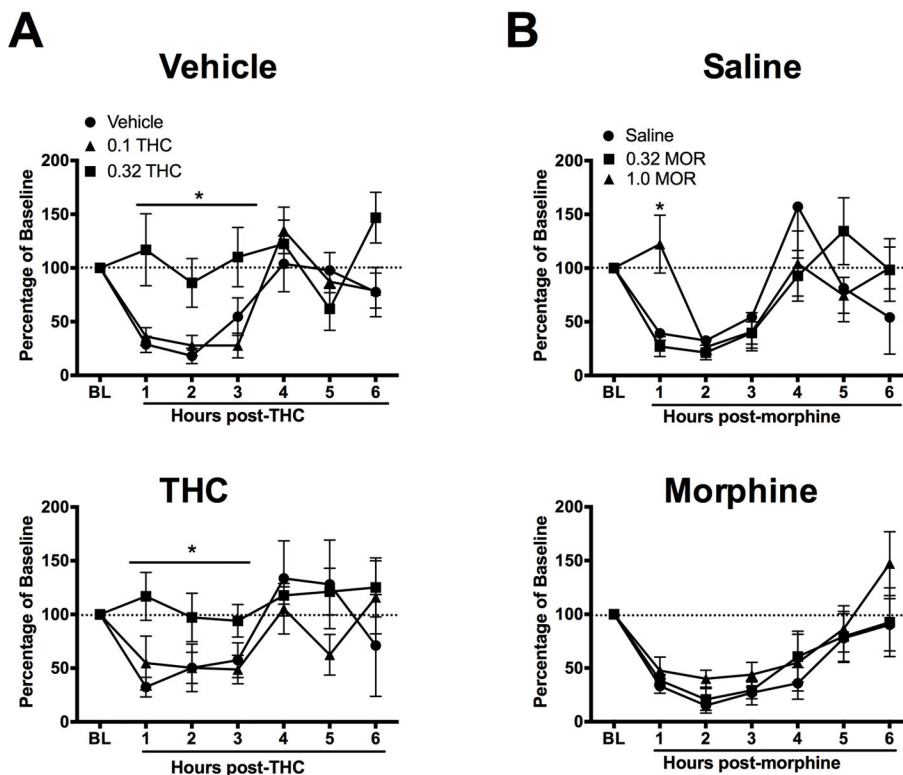 A
Vehicle
Vehicle
0.1 THC
0.32 THC
*
Percentage of Baseline
200
150
100
50
0
BL 1 2 3 4 5 6
Hours post-THC
THC
*
Percentage of Baseline
200
150
100
50
0
BL 1 2 3 4 5 6
Hours post-THC
B
Saline
Saline
0.32 MOR
1.0 MOR
*
Percentage of Baseline
200
150
100
50
0
BL 1 2 3 4 5 6
Hours post-morphine
Morphine
Percentage of Baseline
200
150
100
50
0
BL 1 2 3 4 5 6
Hours post-morphine